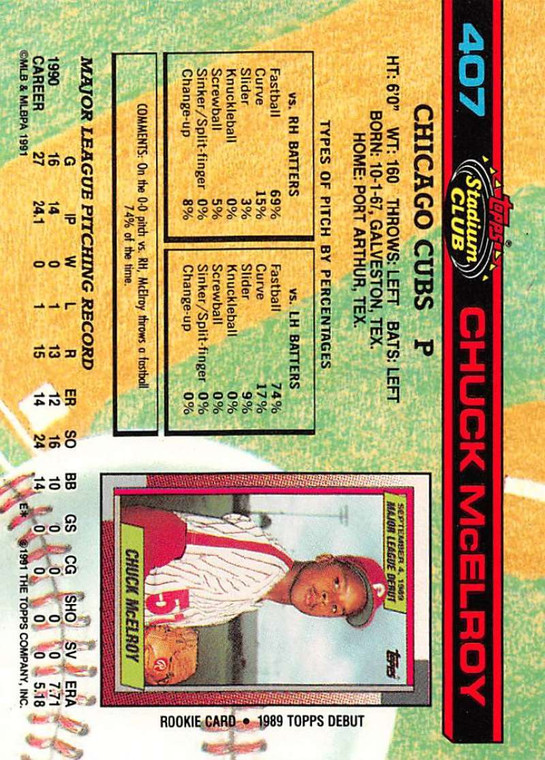 407
TOPPS®
Stadium
CLUB
CHUCK McELROY
CHICAGO CUBS P
HT: 6'0" WT: 160 THROWS: LEFT BATS: LEFT
BORN: 10-1-67, GALVESTON, TEX.
HOME: PORT ARTHUR, TEX.
TYPES OF PITCH BY PERCENTAGES
vs. RH BATTERS
Fastball 69%
Curve 15%
Slider 3%
Knuckleball 0%
Screwball 5%
Sinker/Split-finger 0%
Change-up 8%
vs. LH BATTERS
Fastball 74%
Curve 17%
Slider 9%
Knuckleball 0%
Screwball 0%
Sinker/Split-finger 0%
Change-up 0%
COMMENTS: On the 0-0 pitch vs. RH, McElroy throws a fastball
74% of the time.
SEPTEMBER 4, 1989
MAJOR LEAGUE DEBUT
topps
P
5
CHUCK McELROY
ROOKIE CARD • 1989 TOPPS DEBUT
MAJOR LEAGUE PITCHING RECORD
G IP W L R ER SO BB GS CG SHO SV ERA
1990 16 14 0 1 13 12 16 10 0 0 0 0 7.71
CAREER 27 24.1 0 1 15 14 24 14 0 0 0 0 5.18
©MLB & MLBPA 1991
E* ©1991 THE TOPPS COMPANY, INC.